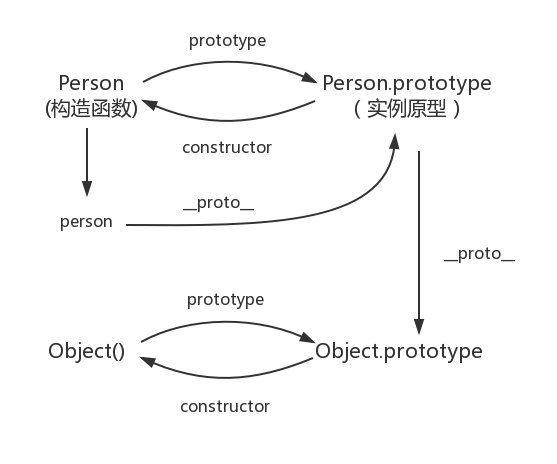 prototype
Person
(构造函数)
Person.prototype
( 实例原型 )
constructor
__proto__
person
__proto__
prototype
Object()
Object.prototype
constructor